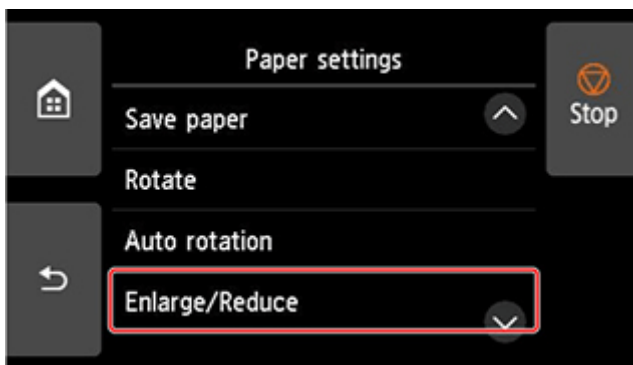 Paper settings
Save paper
Stop
Rotate
Auto rotation
Enlarge/Reduce